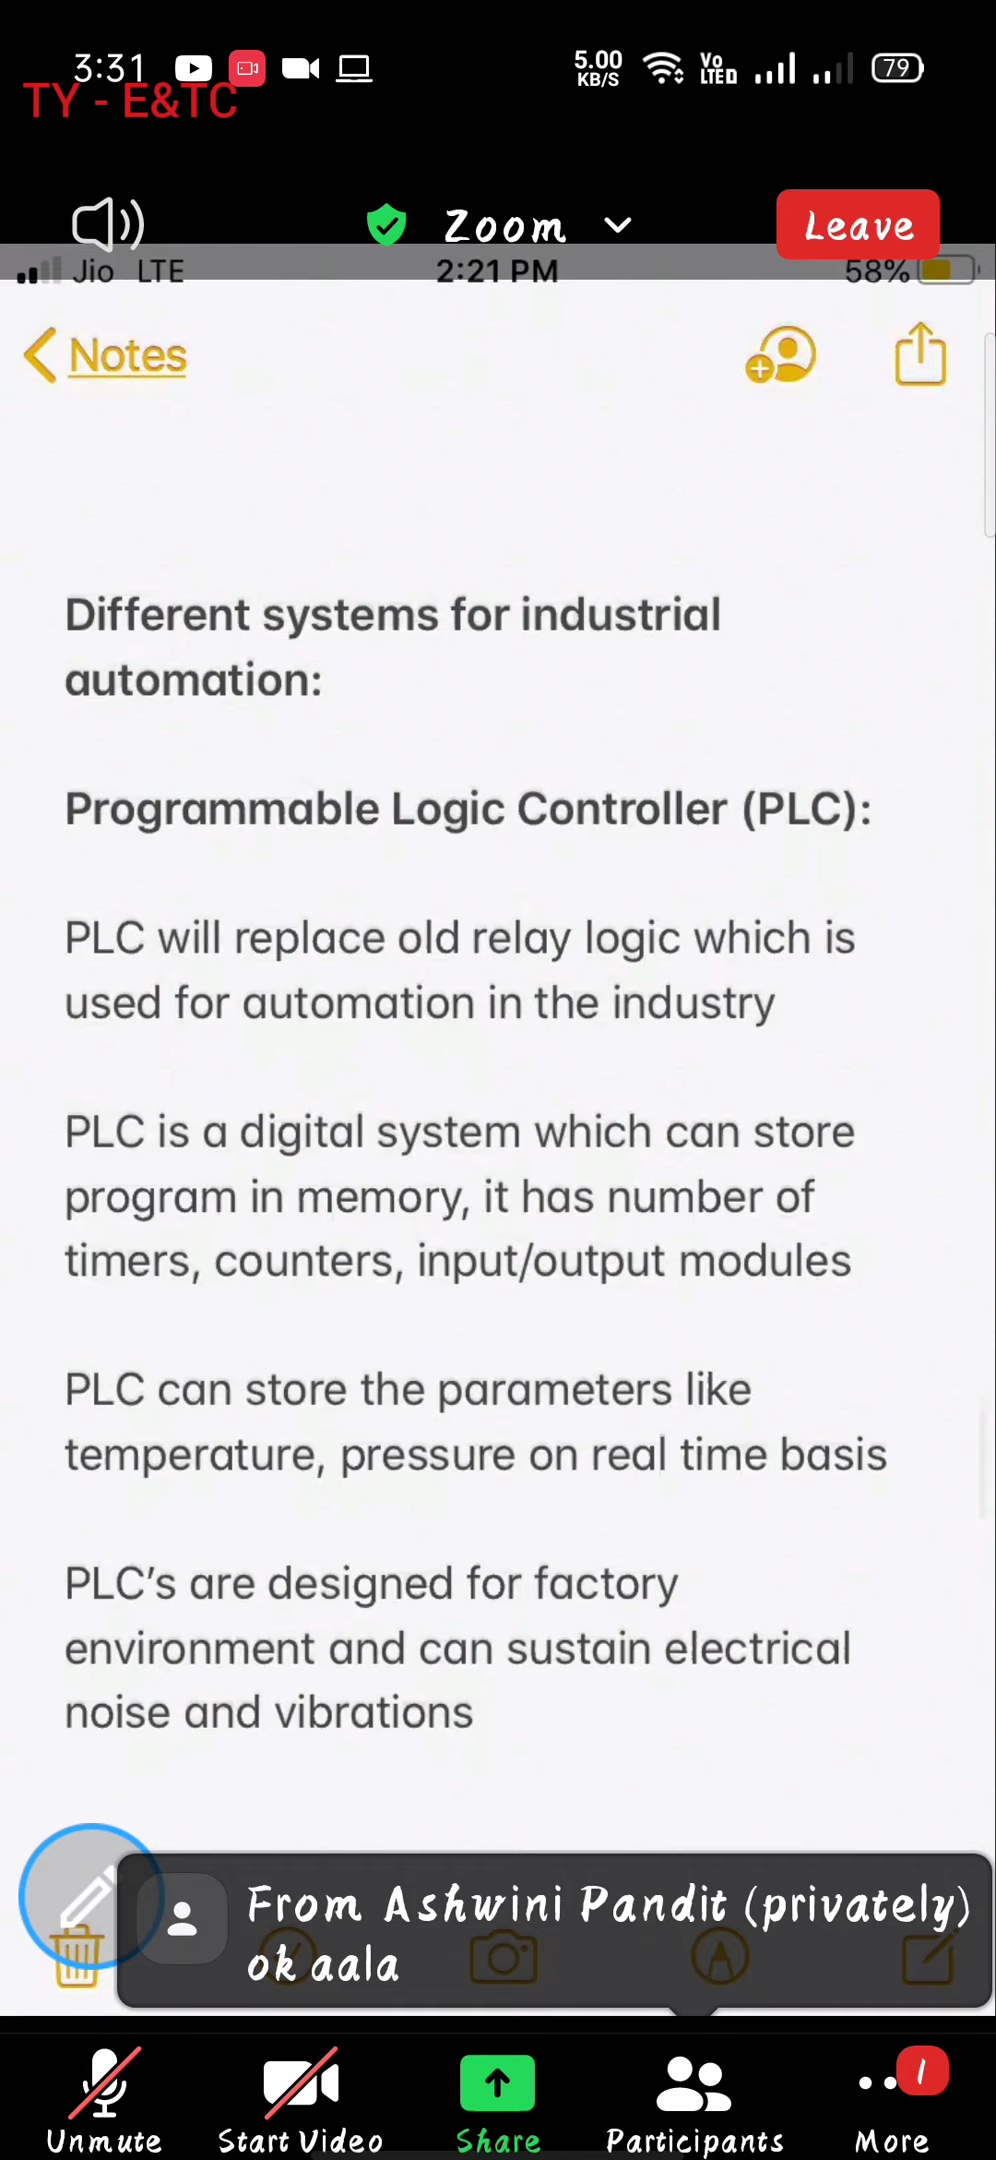 3:31
5.00
KB/S
Vo
LTED
79
TY - E&TC
Zoom
Leave
Jio LTE
2:21 PM
58%
Notes
Different systems for industrial
automation:
Programmable Logic Controller (PLC):
PLC will replace old relay logic which is
used for automation in the industry
PLC is a digital system which can store
program in memory, it has number of
timers, counters, input/output modules
PLC can store the parameters like
temperature, pressure on real time basis
PLC’s are designed for factory
environment and can sustain electrical
noise and vibrations
From Ashwini Pandit (privately)
ok aala
1
Unmute
Start Video
Share
Participants
More